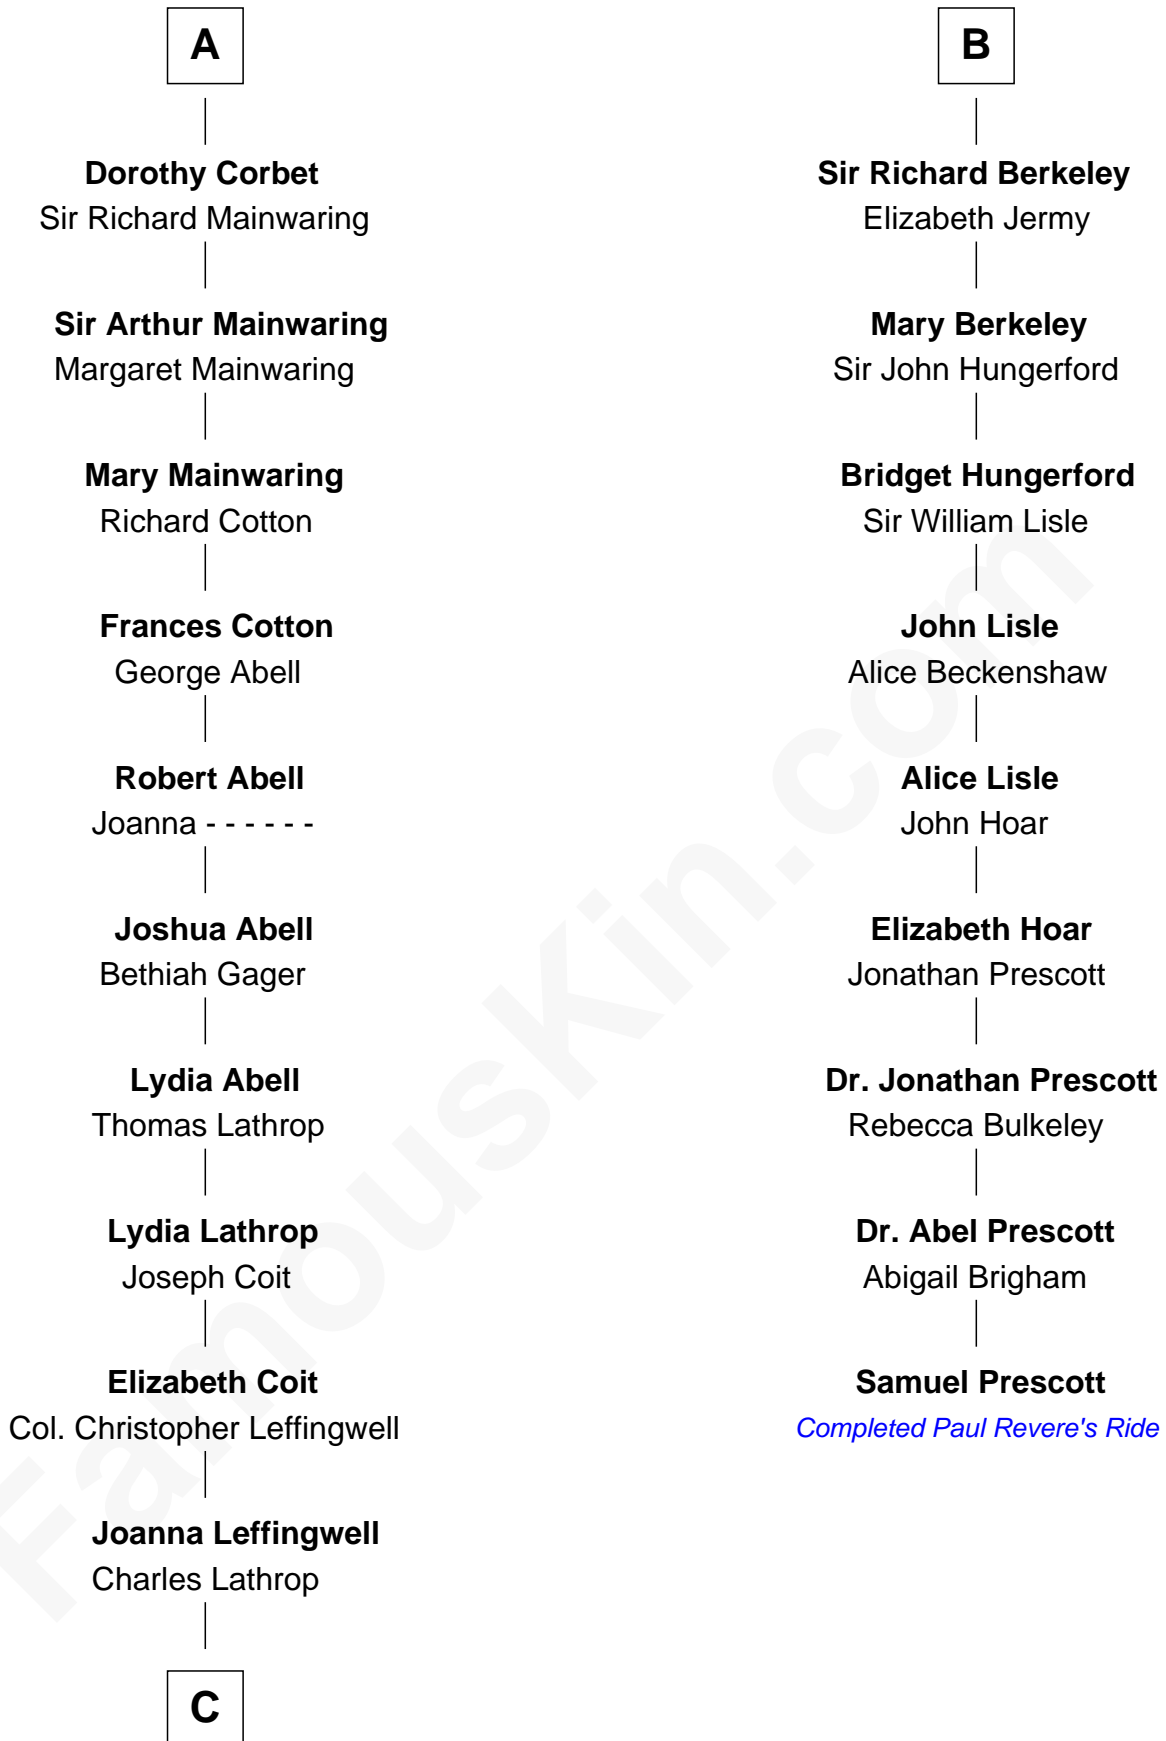 A
Dorothy Corbet
Sir Richard Mainwaring
Sir Arthur Mainwaring
Margaret Mainwaring
Mary Mainwaring
Richard Cotton
Frances Cotton
George Abell
Robert Abell
Joanna - - - - - -
Joshua Abell
Bethiah Gager
Lydia Abell
Thomas Lathrop
Lydia Lathrop
Joseph Coit
Elizabeth Coit
Col. Christopher Leffingwell
Joanna Leffingwell
Charles Lathrop
C
B
Sir Richard Berkeley
Elizabeth Jermy
Mary Berkeley
Sir John Hungerford
Bridget Hungerford
Sir William Lisle
John Lisle
Alice Beckenshaw
Alice Lisle
John Hoar
Elizabeth Hoar
Jonathan Prescott
Dr. Jonathan Prescott
Rebecca Bulkeley
Dr. Abel Prescott
Abigail Brigham
Samuel Prescott
Completed Paul Revere's Ride
FamousKin.com